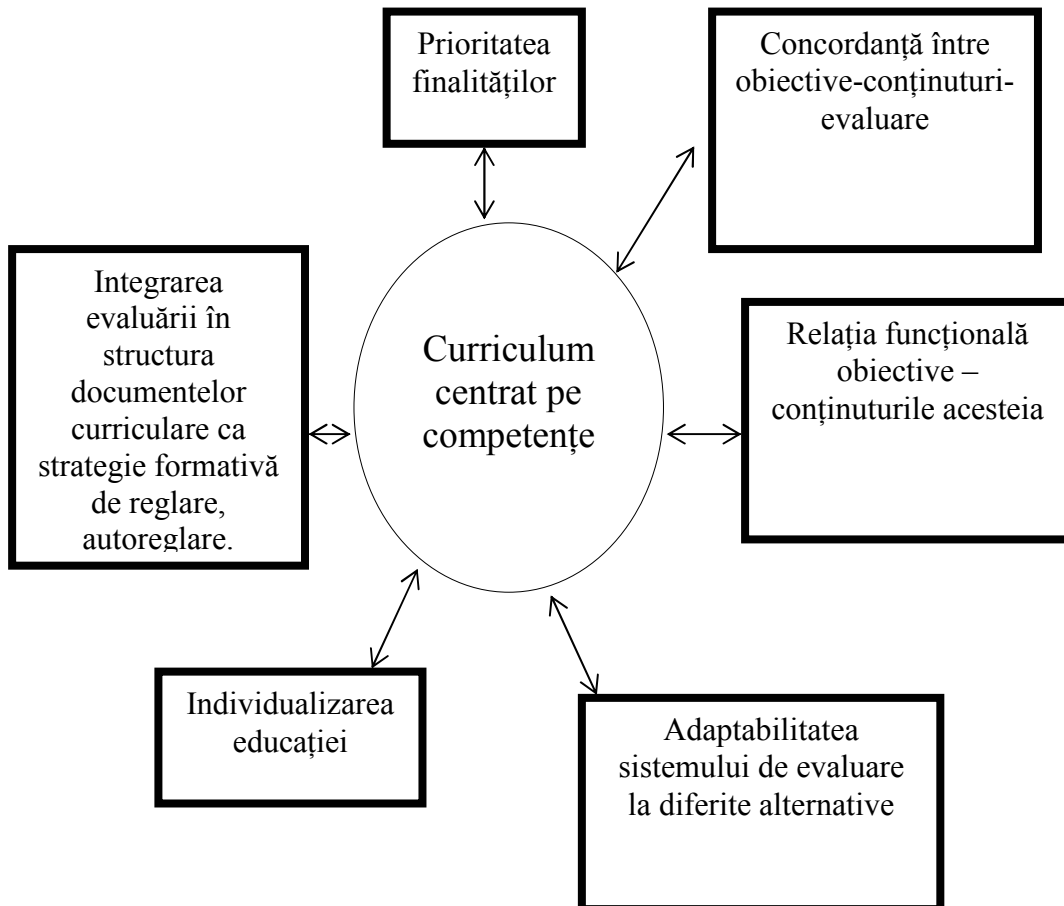 Prioritatea
finalităților
Concordanță între
obiective-conținuturi-
evaluare
Integrarea
evaluării în
structura
documentelor
curriculare ca
strategie formativă
de reglare,
autoreglare.
Curriculum
centrat pe
competențe
Relația funcțională
obiective –
conținuturile acesteia
Individualizarea
educației
Adaptabilitatea
sistemului de evaluare
la diferite alternative